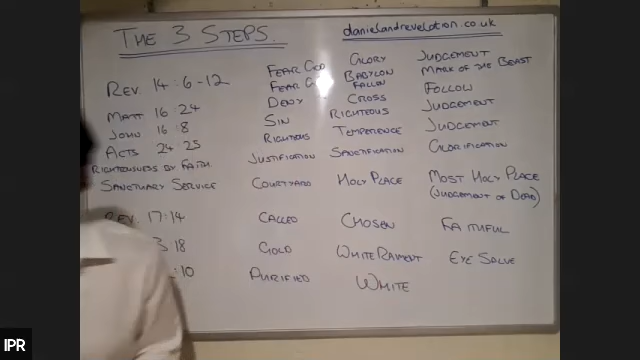 THE 3 STEPS.
danielandrevelation.co.uk
REV. 14:6-12 FEAR GOD GLORY JUDGEMENT
FEAR G BABYLON FALLEN MARK OF THE BEAST
MATT 16:24 DENY CROSS FOLLOW
JOHN 16:8 SIN RIGHTEOUS JUDGEMENT
ACTS 24 25 RIGHTEOUS TEMPERENCE JUDGEMENT
RIGHTEOUSNESS BY FAITH JUSTIFICATION SANCTIFICATION GLORIFICATION
SANCTUARY SERVICE COURTYARD HOLY PLACE MOST HOLY PLACE
(JUDGEMENT OF DEAD)
REV. 17:14 CALLED CHOSEN FAITHFUL
3:18 GOLD WHITE RAIMENT EYE SALVE
:10 PURIFIED WHITE
IPR